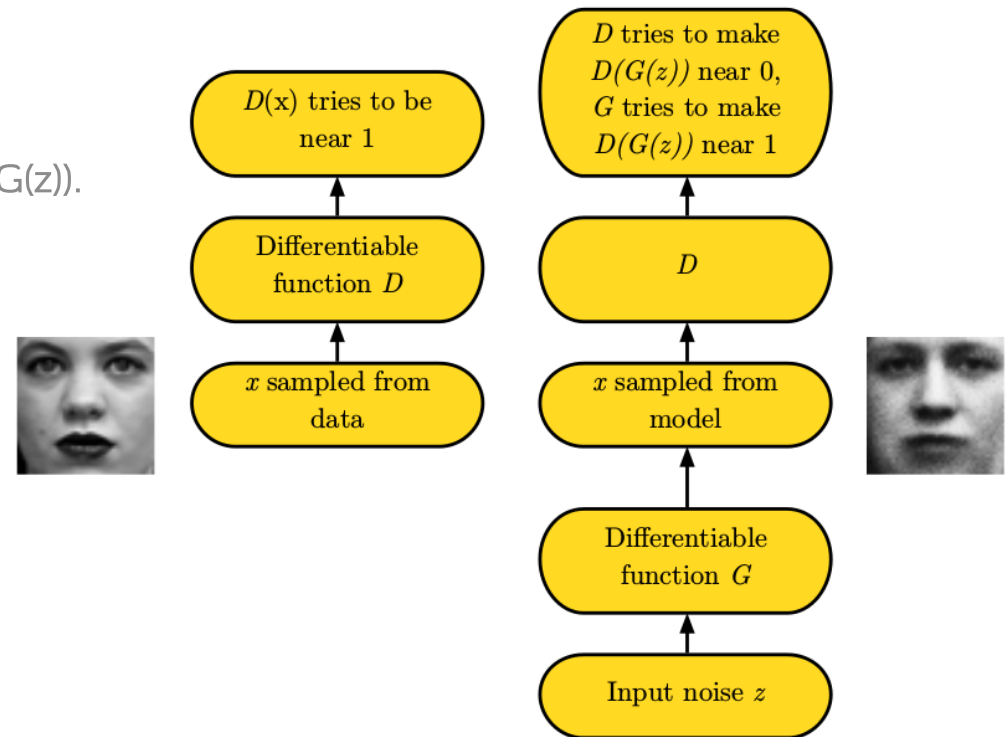 G(z)).
D(x) tries to be
near 1
Differentiable
function D
x sampled from
data
D tries to make
D(G(z)) near 0,
G tries to make
D(G(z)) near 1
D
x sampled from
model
Differentiable
function G
Input noise z